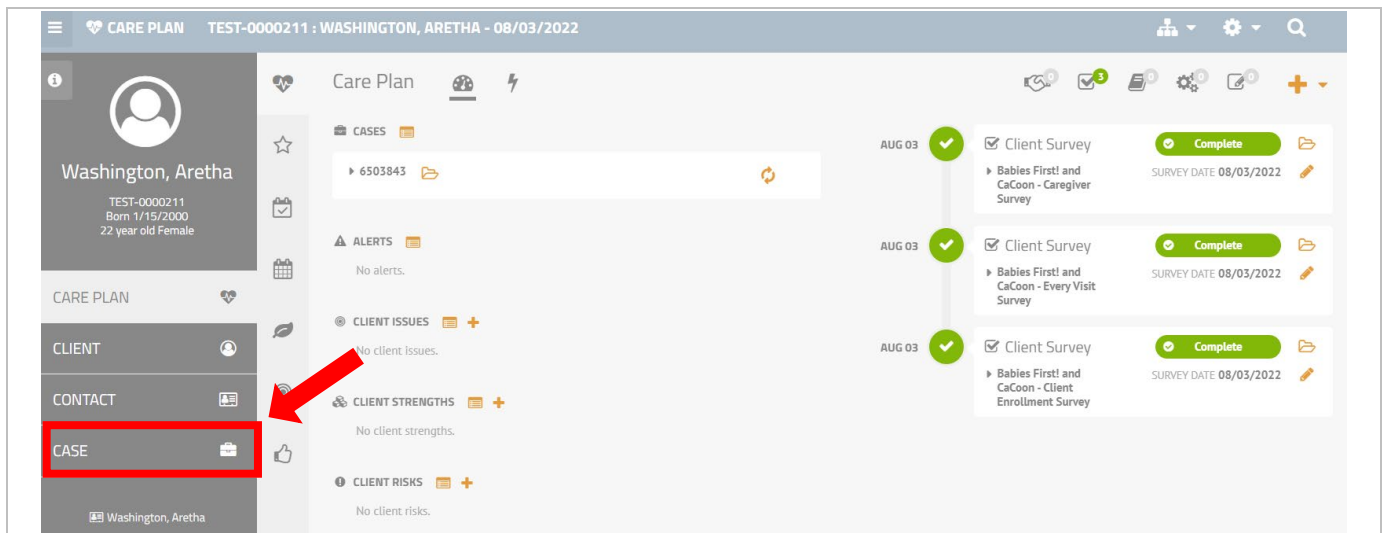 CARE PLAN TEST-0000211 : WASHINGTON, ARETHA - 08/03/2022
Washington, Aretha
TEST-0000211
Born 1/15/2000
22 year old Female
CARE PLAN
CLIENT
CONTACT
CASE
Washington, Aretha
Care Plan
0
3
0
0
0
CASES
6503843
ALERTS
No alerts.
CLIENT ISSUES
No client issues.
CLIENT STRENGTHS
No client strengths.
CLIENT RISKS
No client risks.
AUG 03
Client Survey
Complete
Babies First! and
CaCoon - Caregiver
Survey
SURVEY DATE 08/03/2022
AUG 03
Client Survey
Complete
Babies First! and
CaCoon - Every Visit
Survey
SURVEY DATE 08/03/2022
AUG 03
Client Survey
Complete
Babies First! and
CaCoon - Client
Enrollment Survey
SURVEY DATE 08/03/2022